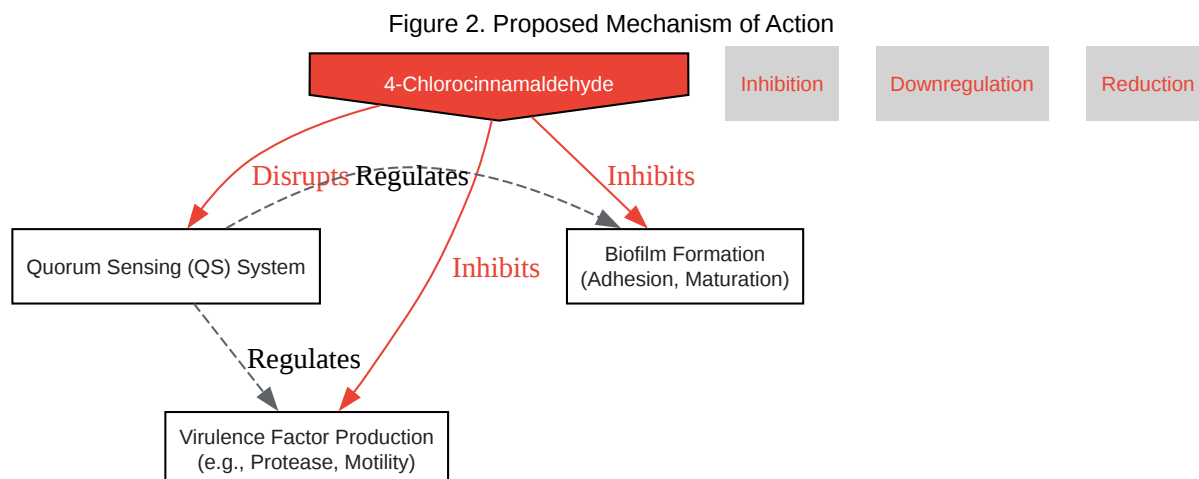 Figure 2. Proposed Mechanism of Action
4-Chlorocinnamaldehyde
Inhibition
Downregulation
Reduction
Disrupts
Regulates
Inhibits
Quorum Sensing (QS) System
Inhibits
Biofilm Formation
(Adhesion, Maturation)
Regulates
Virulence Factor Production
(e.g., Protease, Motility)